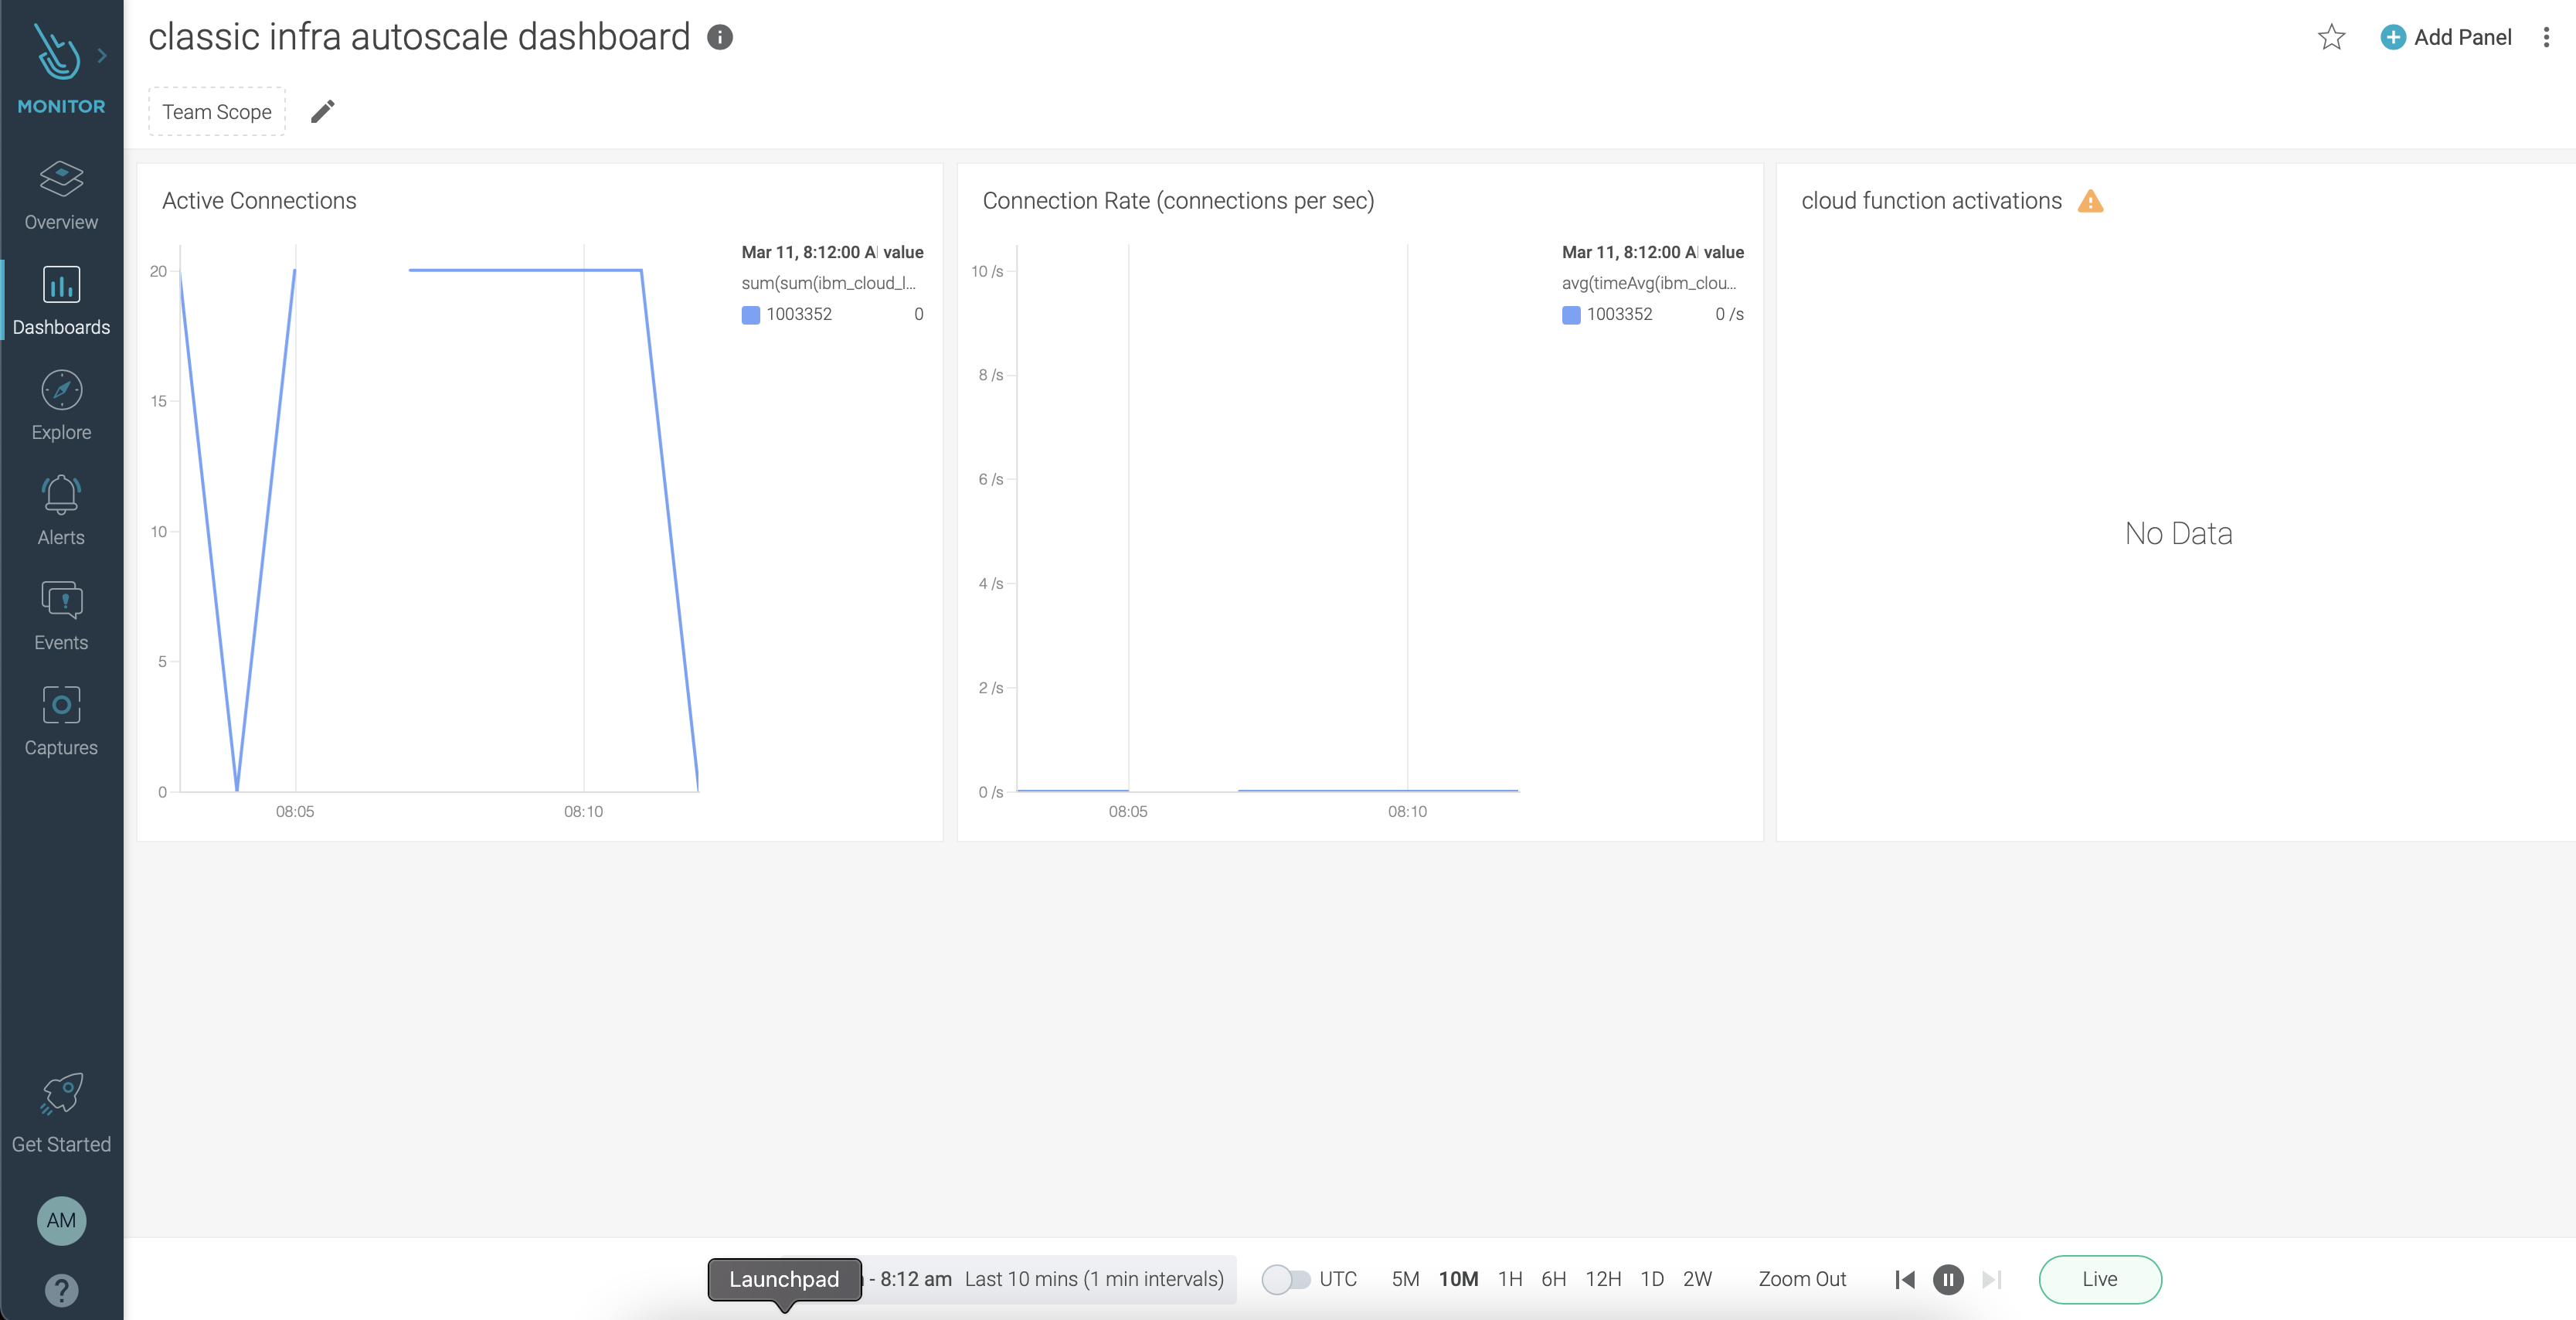 classic infra autoscale dashboard
Add Panel
MONITOR
Team Scope
Overview
Dashboards
Explore
Alerts
Events
Captures
Get Started
AM
Active Connections
20
15
10
5
0
08:05
08:10
Mar 11, 8:12:00 A value
sum(sum(ibm_cloud_l...
1003352 0
Connection Rate (connections per sec)
10 /s
8 /s
6 /s
4 /s
2 /s
0 /s
08:05
08:10
Mar 11, 8:12:00 A value
avg(timeAvg(ibm_clou...
1003352 0 /s
cloud function activations
No Data
Launchpad
- 8:12 am Last 10 mins (1 min intervals)
UTC
5M 10M 1H 6H 12H 1D 2W
Zoom Out
Live